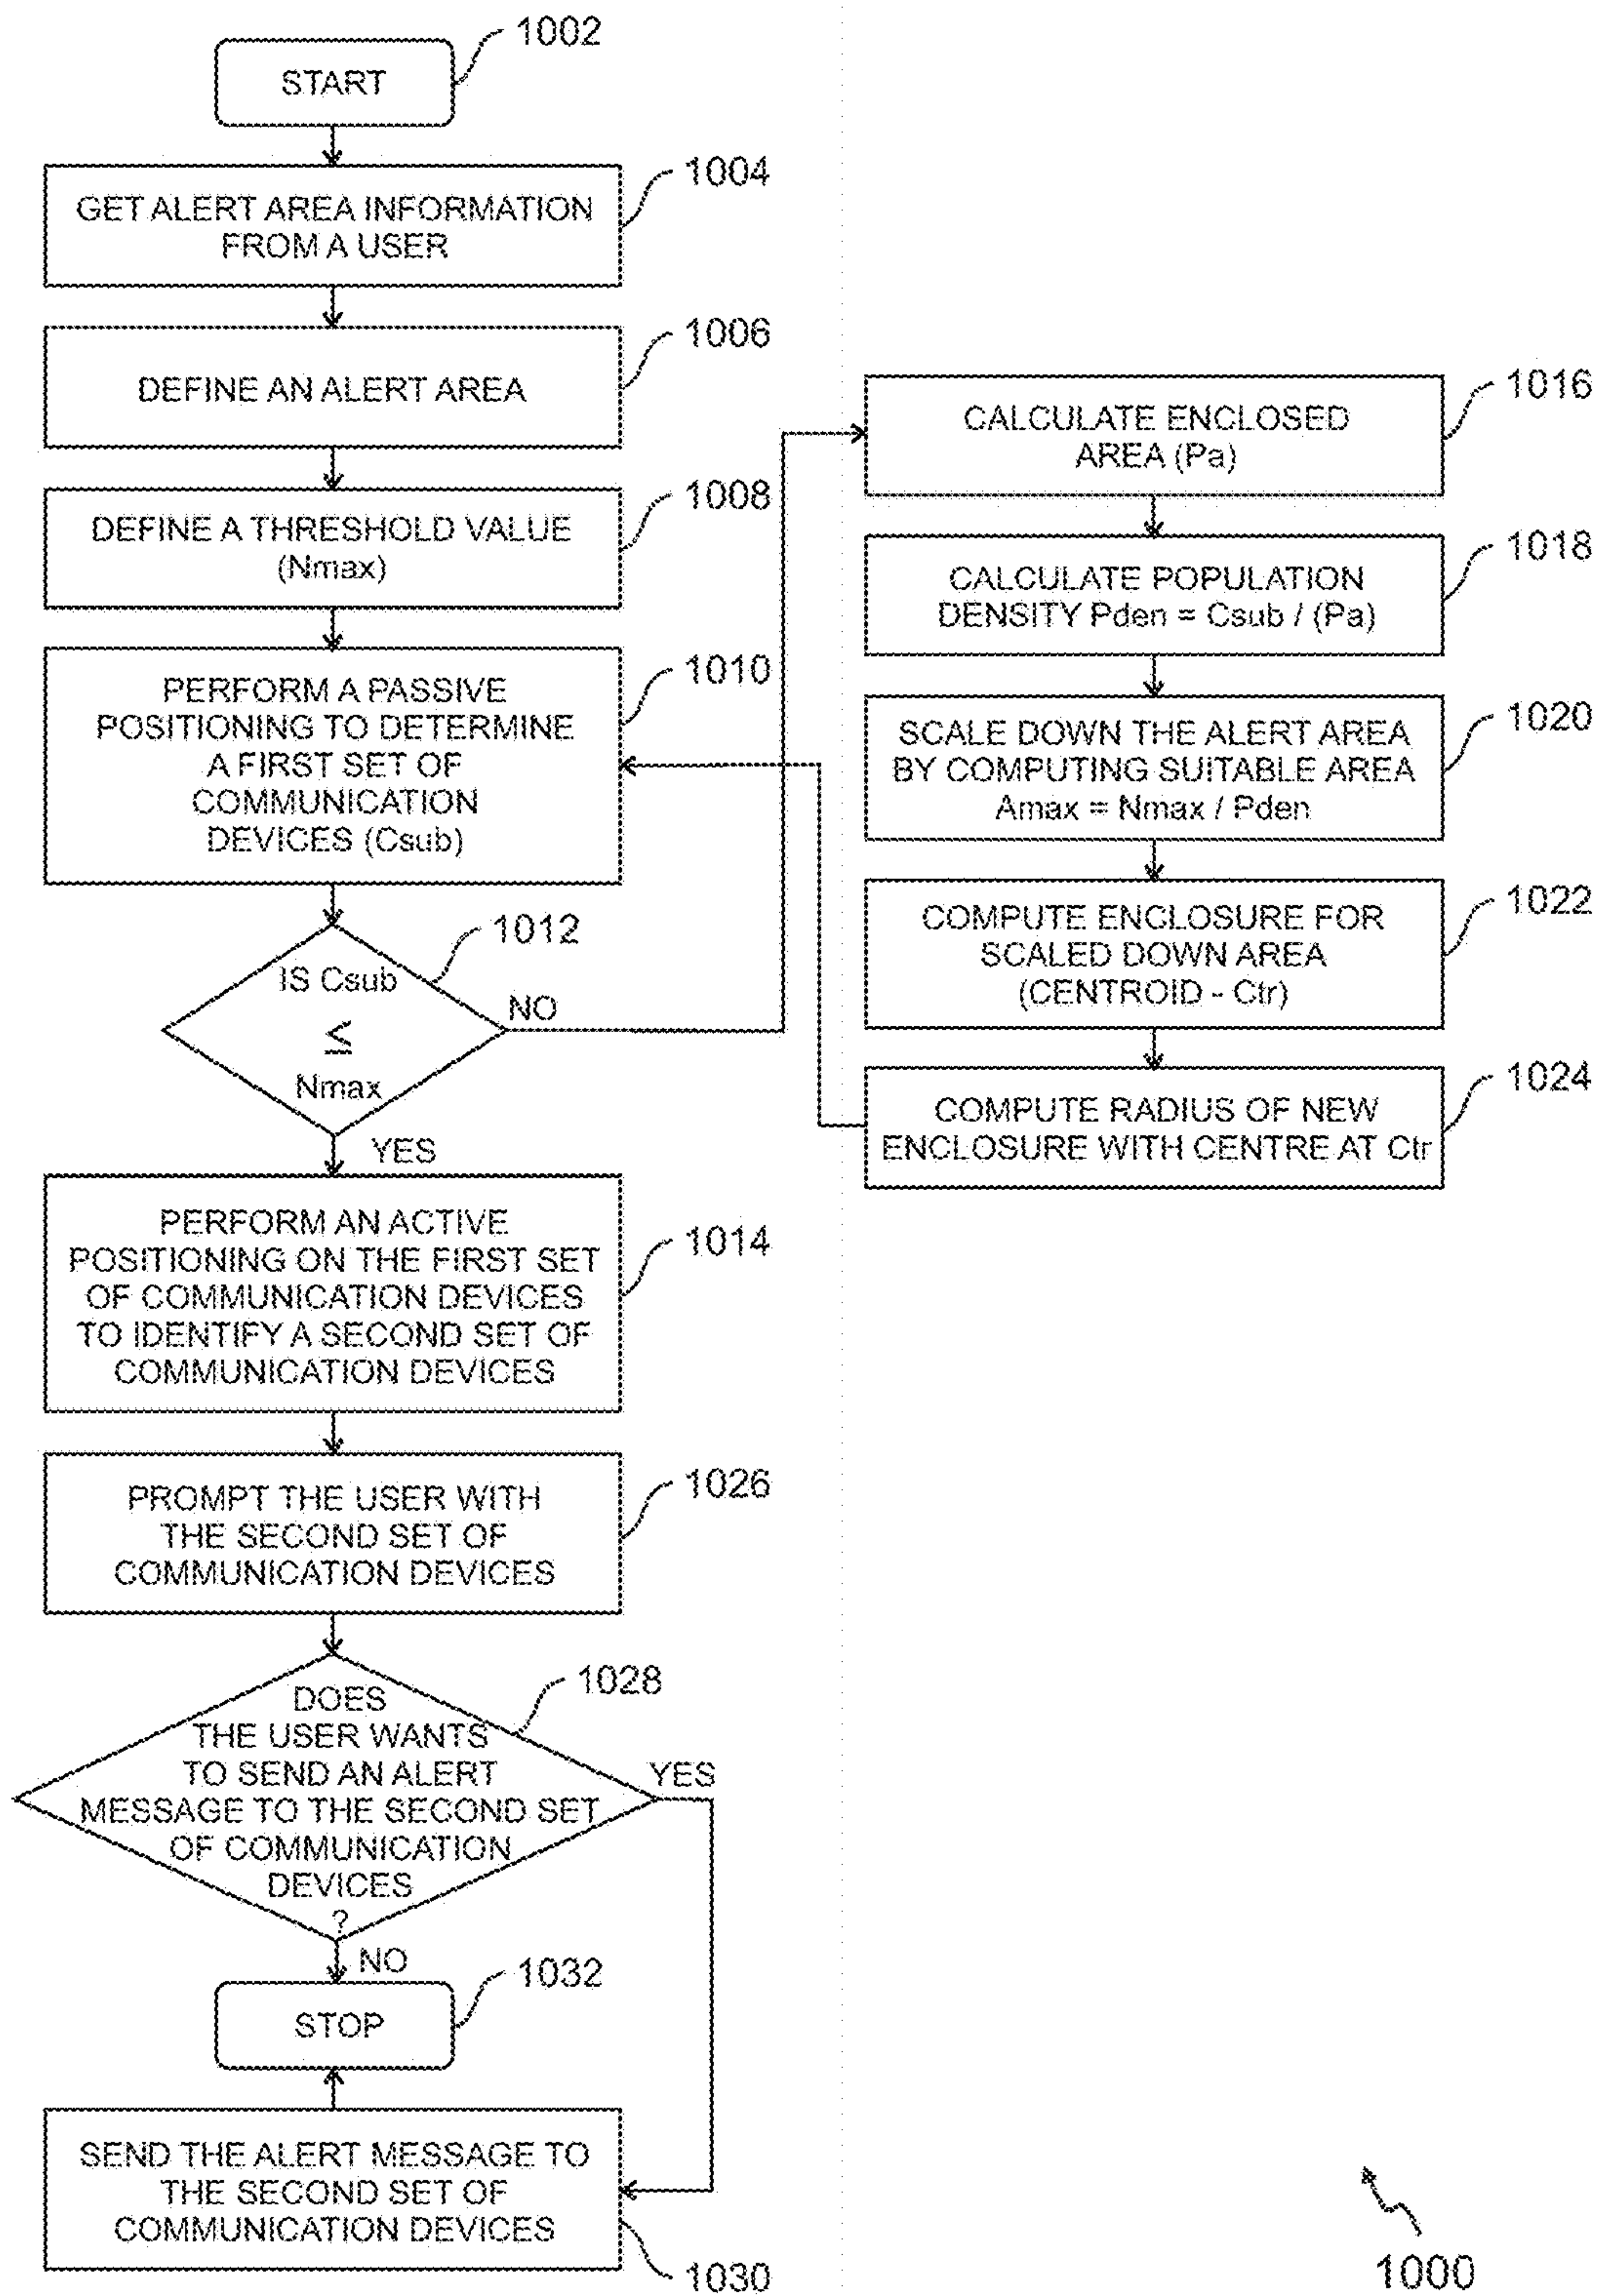 1002
START
1004
GET ALERT AREA INFORMATION
FROM A USER
1006
DEFINE AN ALERT AREA
1008
DEFINE A THRESHOLD VALUE
(Nmax)
1010
PERFORM A PASSIVE
POSITIONING TO DETERMINE
A FIRST SET OF
COMMUNICATION
DEVICES (Csub)
1012
IS Csub
≤
Nmax
NO
YES
1016
CALCULATE ENCLOSED
AREA (Pa)
1018
CALCULATE POPULATION
DENSITY Pden = Csub / (Pa)
1020
SCALE DOWN THE ALERT AREA
BY COMPUTING SUITABLE AREA
Amax = Nmax / Pden
1022
COMPUTE ENCLOSURE FOR
SCALED DOWN AREA
(CENTROID - Ctr)
1024
COMPUTE RADIUS OF NEW
ENCLOSURE WITH CENTRE AT Ctr
1014
PERFORM AN ACTIVE
POSITIONING ON THE FIRST SET
OF COMMUNICATION DEVICES
TO IDENTIFY A SECOND SET OF
COMMUNICATION DEVICES
1026
PROMPT THE USER WITH
THE SECOND SET OF
COMMUNICATION DEVICES
1028
DOES
THE USER WANTS
TO SEND AN ALERT
MESSAGE TO THE SECOND SET
OF COMMUNICATION
DEVICES
?
YES
NO
1032
STOP
SEND THE ALERT MESSAGE TO
THE SECOND SET OF
COMMUNICATION DEVICES
1030
1000